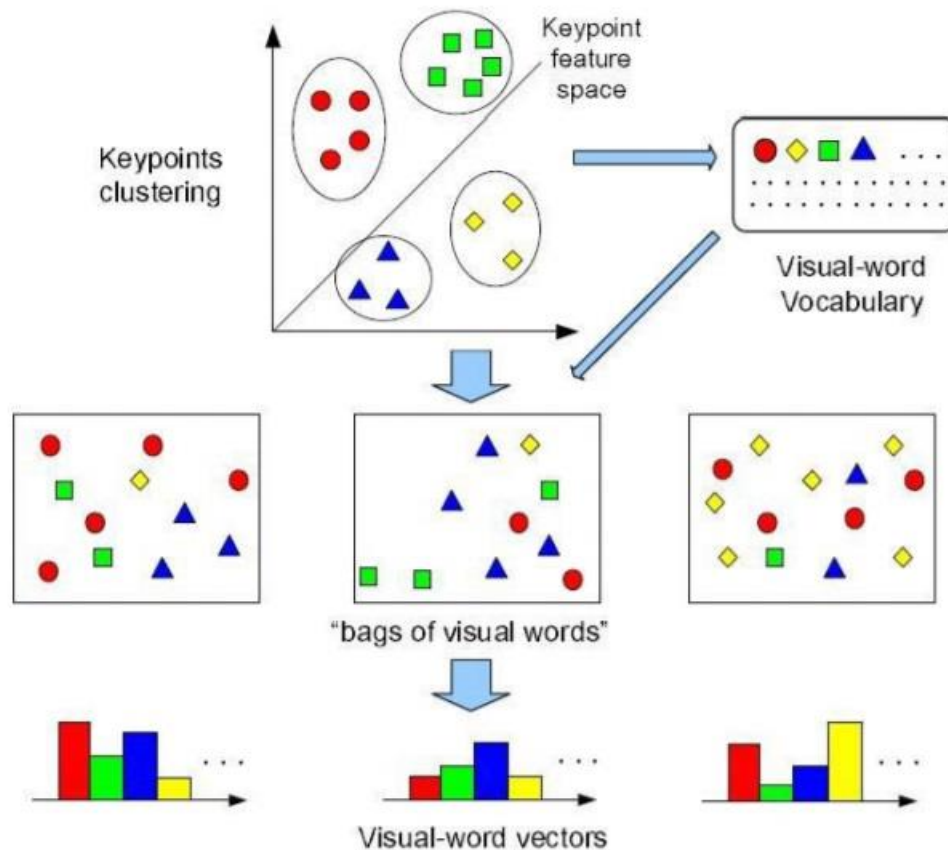 Keypoint
feature
space
Keypoints
clustering
Visual-word
Vocabulary
“bags of visual words”
Visual-word vectors